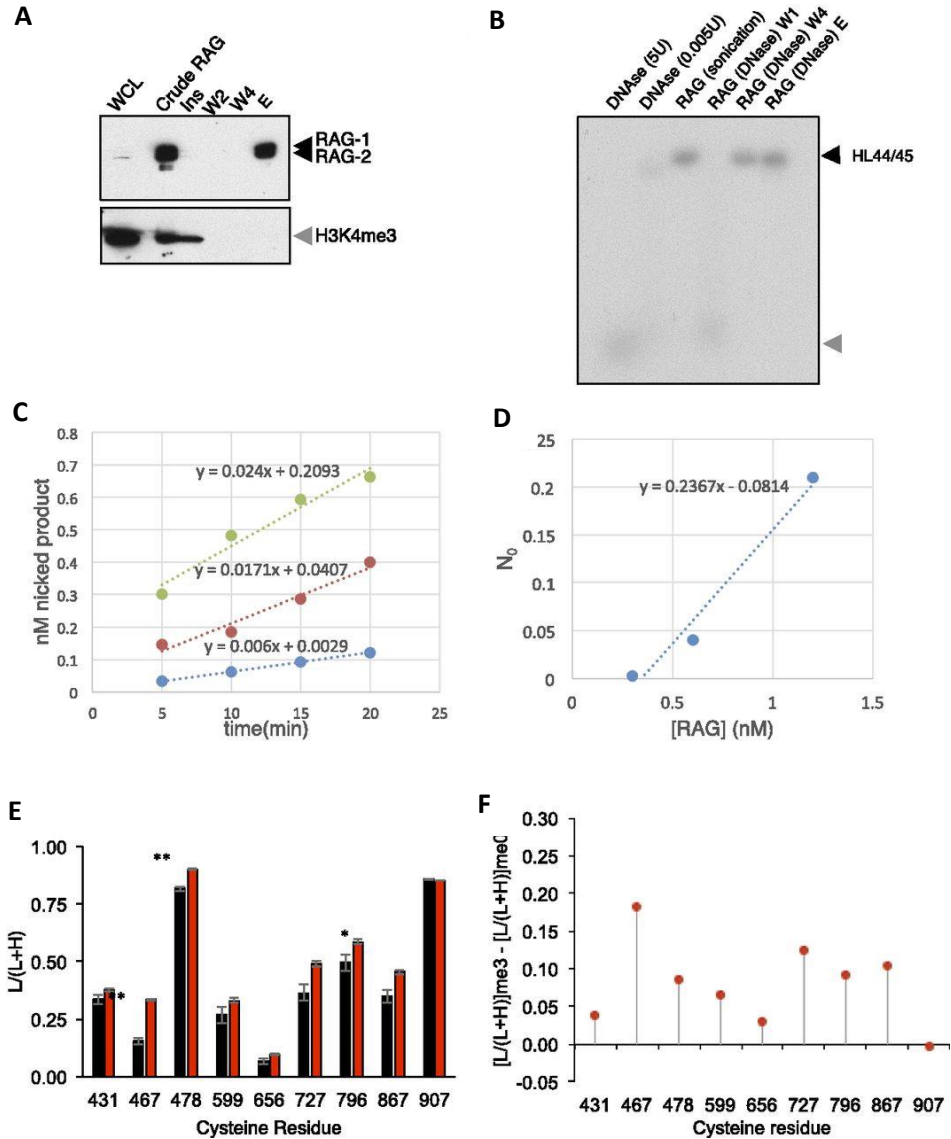 A
WCL
Crude RAG
Ins
W2
W4
E
RAG-1
RAG-2
H3K4me3
B
DNAse (5U)
DNAse (0.005U)
RAG (sonication)
RAG (DNase) W1
RAG (DNase) W4
RAG (DNase) E
HL44/45
C
nM nicked product
0.8
0.7
0.6
0.5
0.4
0.3
0.2
0.1
0
y = 0.024x + 0.2093
y = 0.0171x + 0.0407
y = 0.006x + 0.0029
0 5 10 15 20 25
time(min)
D
N0
25
0.2
0.15
0.1
0.05
0
y = 0.2367x - 0.0814
0 0.5 1 1.5
[RAG] (nM)
E
L/(L+H)
1.00
0.75
0.50
0.25
0.00
**
**
*
431 467 478 599 656 727 796 867 907
Cysteine Residue
F
[L/(L+H)]me3 - [L/(L+H)]me0
0.30
0.20
0.10
0.00
-0.05
431 467 478 599 656 727 796 867 907
Cysteine residue